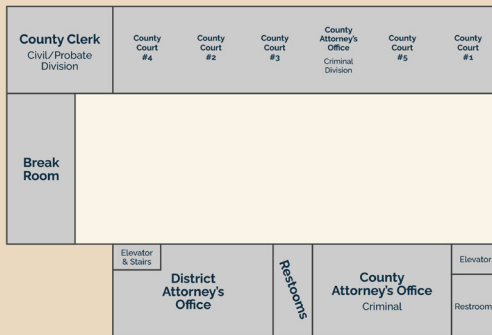 County Clerk
Civil/Probate
Division
County
Court
#4
County
Court
#2
County
Court
#3
County
Attorney's
Office
Criminal
Division
County
Court
#5
County
Court
#1
Break
Room
Elevator
& Stairs
District
Attorney's
Office
Restooms
County
Attorney's Office
Criminal
Elevator
Restroom